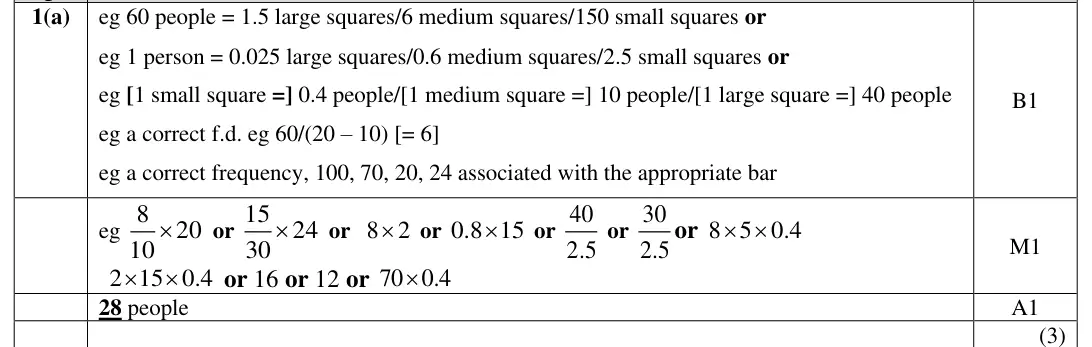 1(a) eg 60 people = 1.5 large squares/6 medium squares/150 small squares or
eg 1 person = 0.025 large squares/0.6 medium squares/2.5 small squares or
eg [1 small square =] 0.4 people/[1 medium square =] 10 people/[1 large square =] 40 people
B1
eg a correct f.d. eg 60/(20 – 10) [= 6]
eg a correct frequency, 100, 70, 20, 24 associated with the appropriate bar
eg 8/10 × 20 or 15/30 × 24 or 8 × 2 or 0.8 × 15 or 40/2.5 or 30/2.5 or 8 × 5 × 0.4
M1
2 × 15 × 0.4 or 16 or 12 or 70 × 0.4
28 people A1
(3)